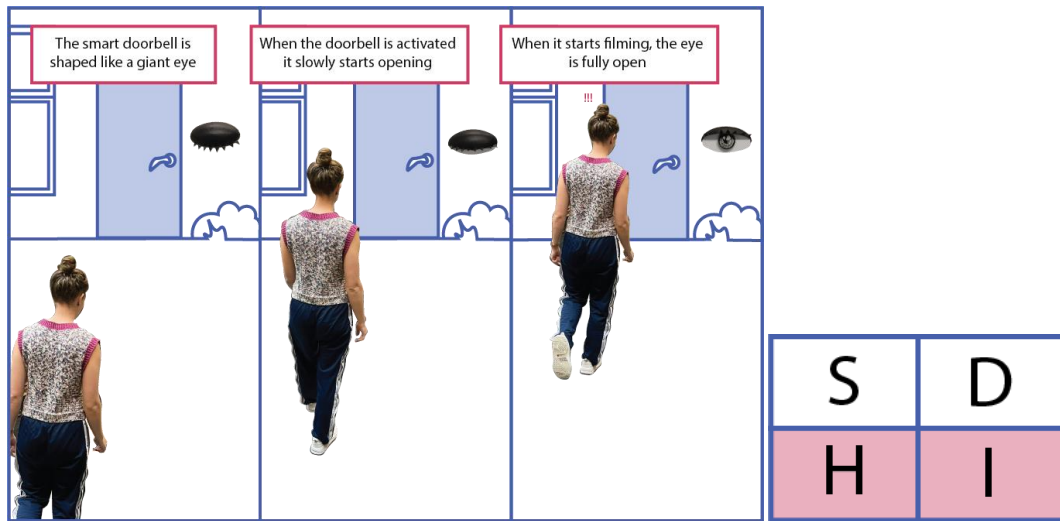 The smart doorbell is
shaped like a giant eye
When the doorbell is activated
it slowly starts opening
When it starts filming, the eye
is fully open
!!!
S D
H I